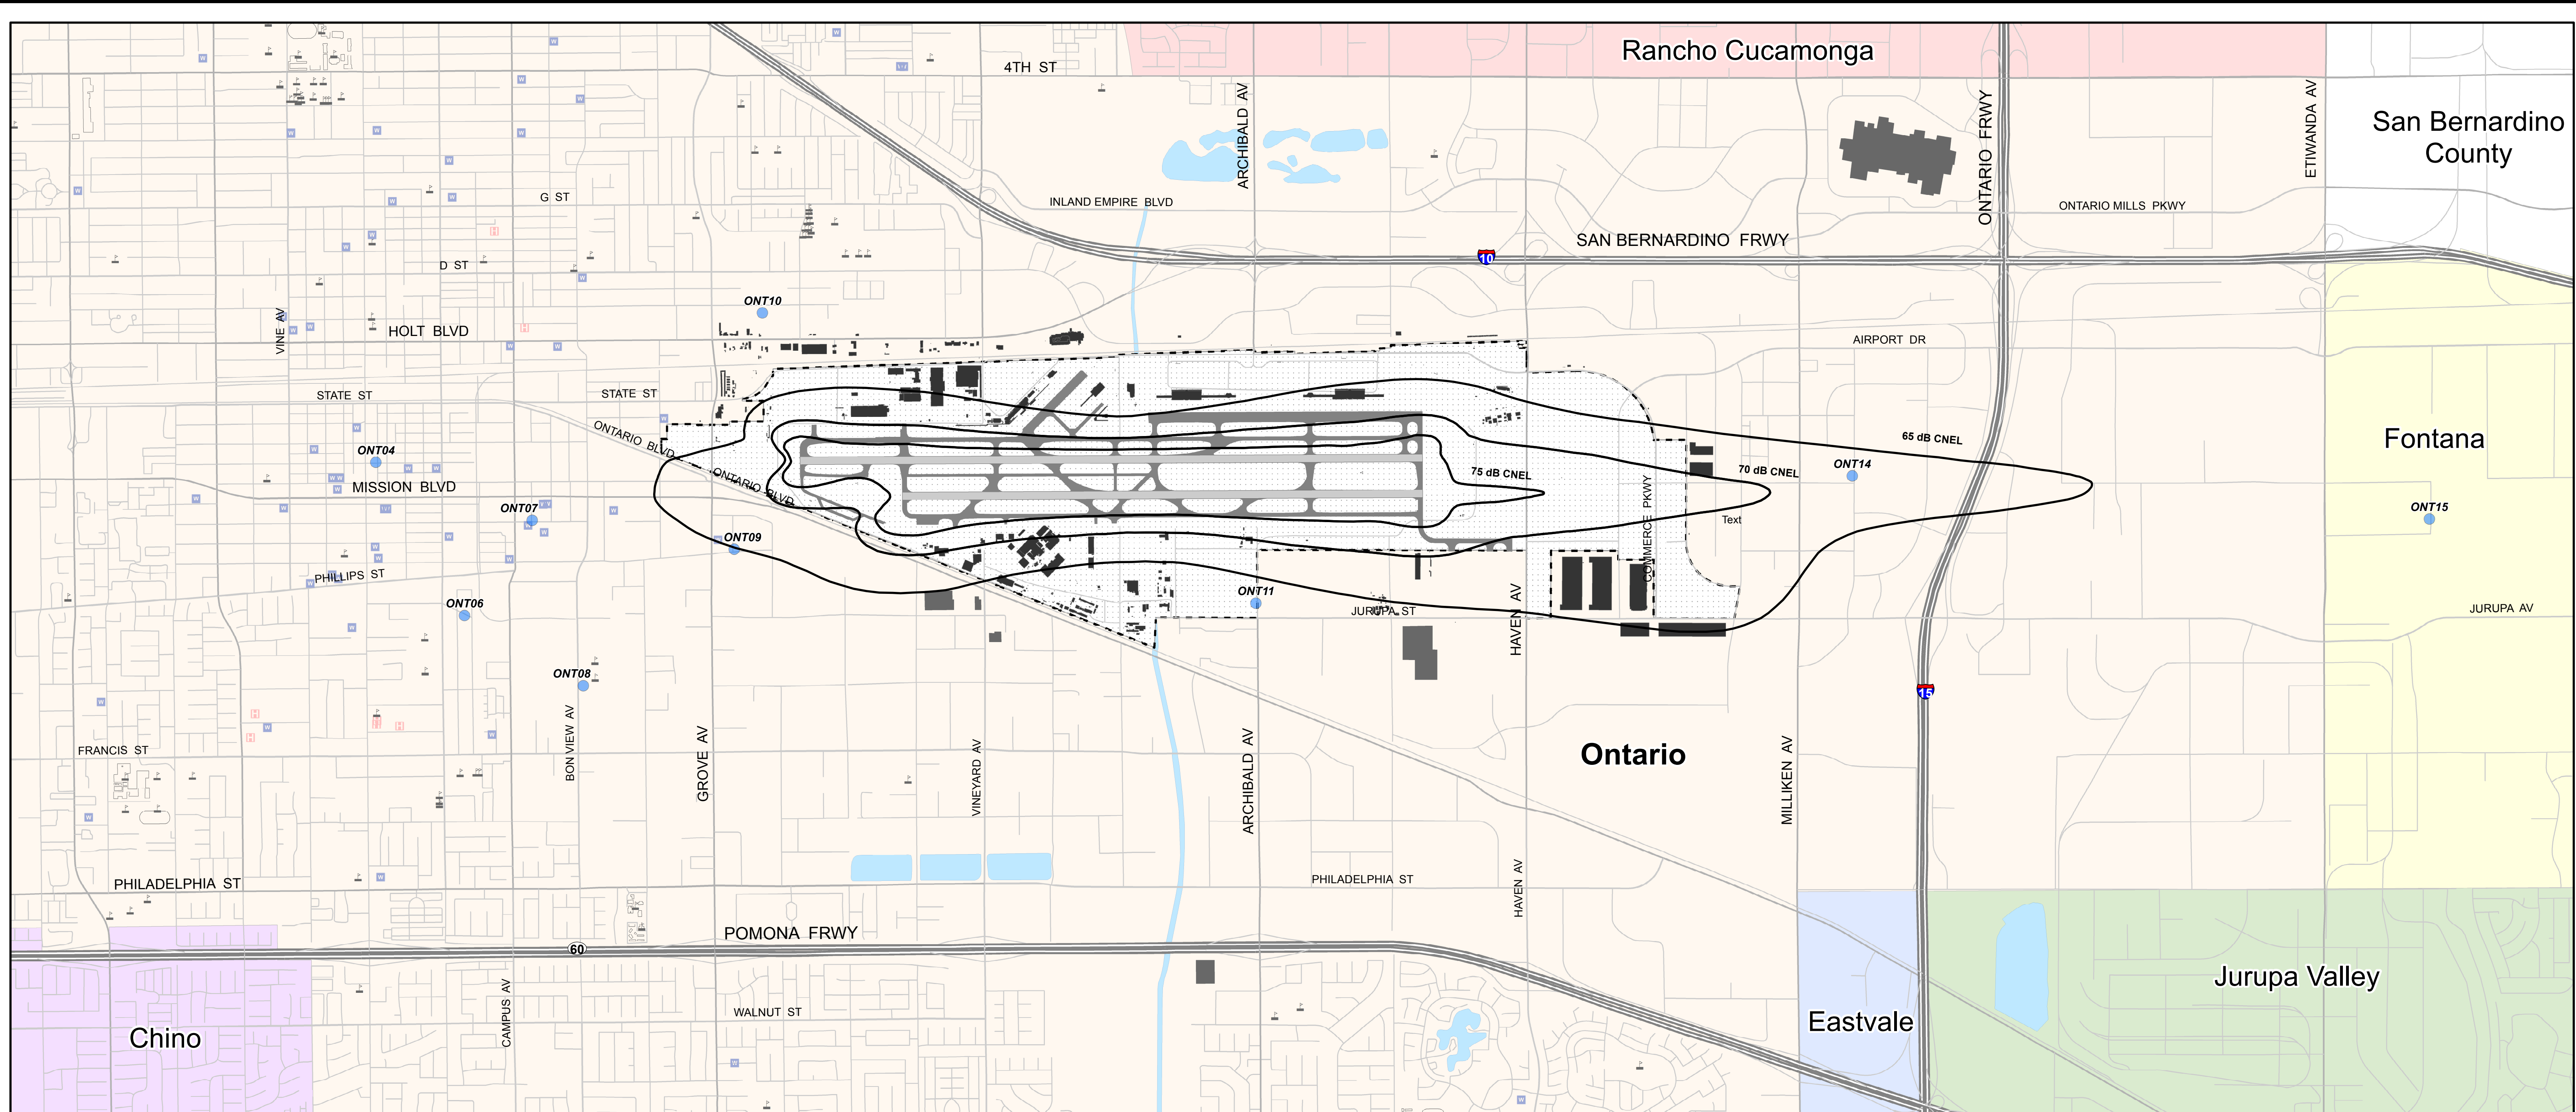 Rancho Cucamonga
4TH ST
ARCHIBALD AV
ONTARIO FRWY
ETIWANDA AV
San Bernardino
County
G ST
INLAND EMPIRE BLVD
ONTARIO MILLS PKWY
SAN BERNARDINO FRWY
10
D ST
ONT10
VINE AV
HOLT BLVD
AIRPORT DR
STATE ST
STATE ST
ONTARIO BLVD
65 dB CNEL
Fontana
ONT04
ONTARIO BLVD
75 dB CNEL
70 dB CNEL
ONT14
MISSION BLVD
COMMERCE PKWY
ONT07
ONT15
Text
ONT09
PHILLIPS ST
ONT06
ONT11
JURUPA ST
HAVEN AV
JURUPA AV
ONT08
15
BON VIEW AV
GROVE AV
FRANCIS ST
VINEYARD AV
ARCHIBALD AV
Ontario
MILLIKEN AV
PHILADELPHIA ST
PHILADELPHIA ST
HAVEN AV
POMONA FRWY
60
Jurupa Valley
CAMPUS AV
WALNUT ST
Eastvale
Chino